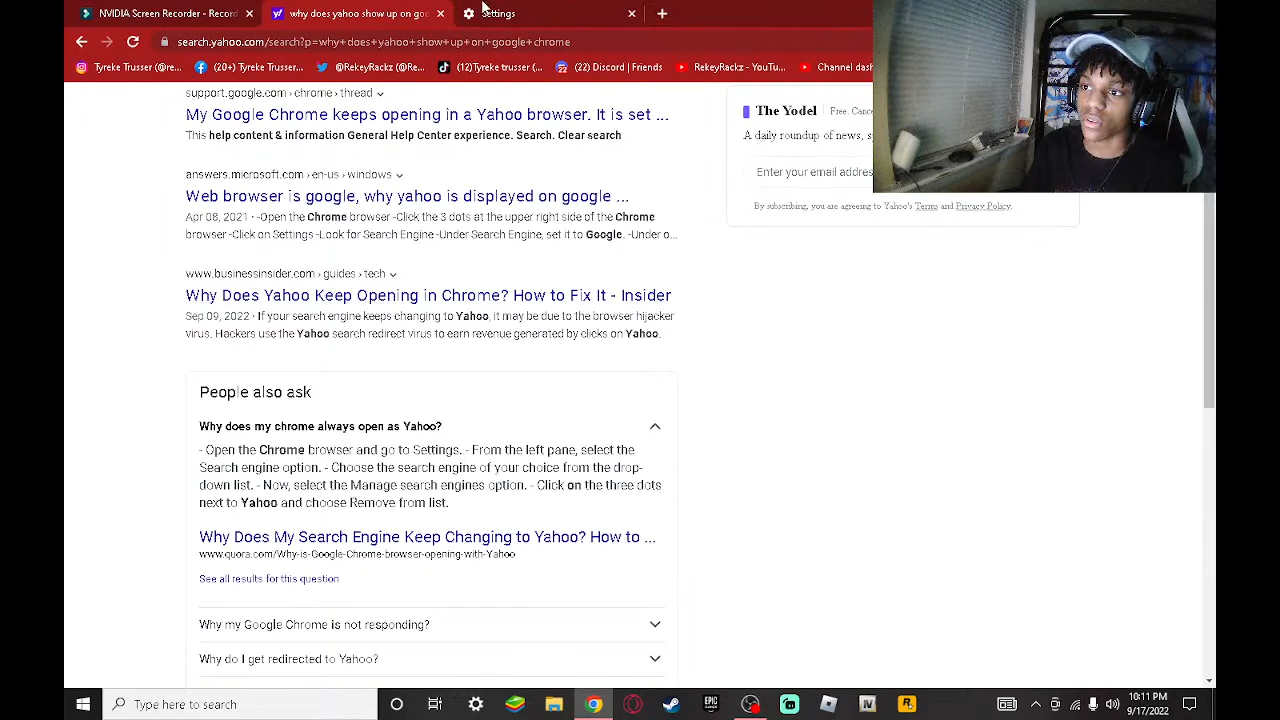 NVIDIA Screen Recorder - Record
why does yahoo show up on goo
Settings
search.yahoo.com/search?p=why+does+yahoo+show+up+on+google+chrome
Tyreke Trusser (@re...
(20+) Tyreke Trusser
@RekeyRackz (@Re...
(12)Tyreke trusser (...
(22) Discord | Friends
RekeyRackz - YouTu...
Channel dash
support.google.com › chrome › thread
My Google Chrome keeps opening in a Yahoo browser. It is set ...
This help content & information General Help Center experience. Search. Clear search
answers.microsoft.com › en-us › windows
Web browser is google, why yahoo is displayed on google ...
Apr 03, 2021 · -Open the Chrome browser -Click the 3 dots at the upper right side of the Chrome
browser -Click on Settings -Look for Search Engine -Under Search Engine, set it to Google. -Under o...
www.businessinsider.com › guides › tech
Why Does Yahoo Keep Opening in Chrome? How to Fix It - Insider
Sep 09, 2022 · If your search engine keeps changing to Yahoo, it may be due to the browser hijacker
virus. Hackers use the Yahoo search redirect virus to earn revenue generated by clicks on Yahoo.
People also ask
Why does my chrome always open as Yahoo?
- Open the Chrome browser and go to Settings. - From the left pane, select the
Search engine option. - Choose the search engine of your choice from the drop-
down list. - Now, select the Manage search engines option. - Click on the three dots
next to Yahoo and choose Remove from list.
Why Does My Search Engine Keep Changing to Yahoo? How to ...
www.quora.com/Why-is-Google-Chrome-browser-opening-with-Yahoo
See all results for this question
Why my Google Chrome is not responding?
Why do I get redirected to Yahoo?
The Yodel
Free. Canc
A daily roundup of news, s
Enter your email addres
By subscribing, you are agreeing to Yahoo's Terms and Privacy Policy.
Type here to search
EPIC
IV
R
10:11 PM
9/17/2022